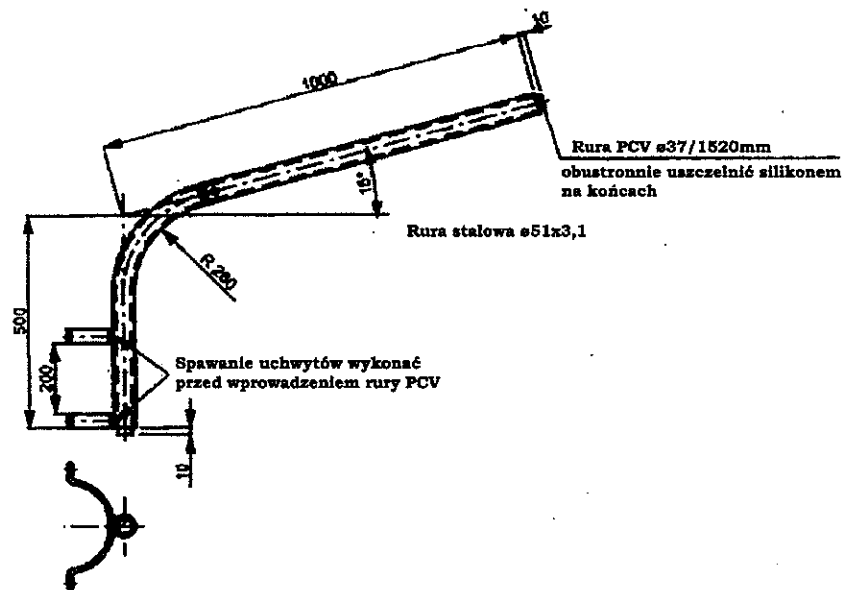 10
1000
Rura PCV ø37/1520mm
obustronnie uszczelnić silikonem
na końcach
15°
Rura stalowa ø51x3,1
R 260
500
200
Spawanie uchwytów wykonać
przed wprowadzeniem rury PCV
10